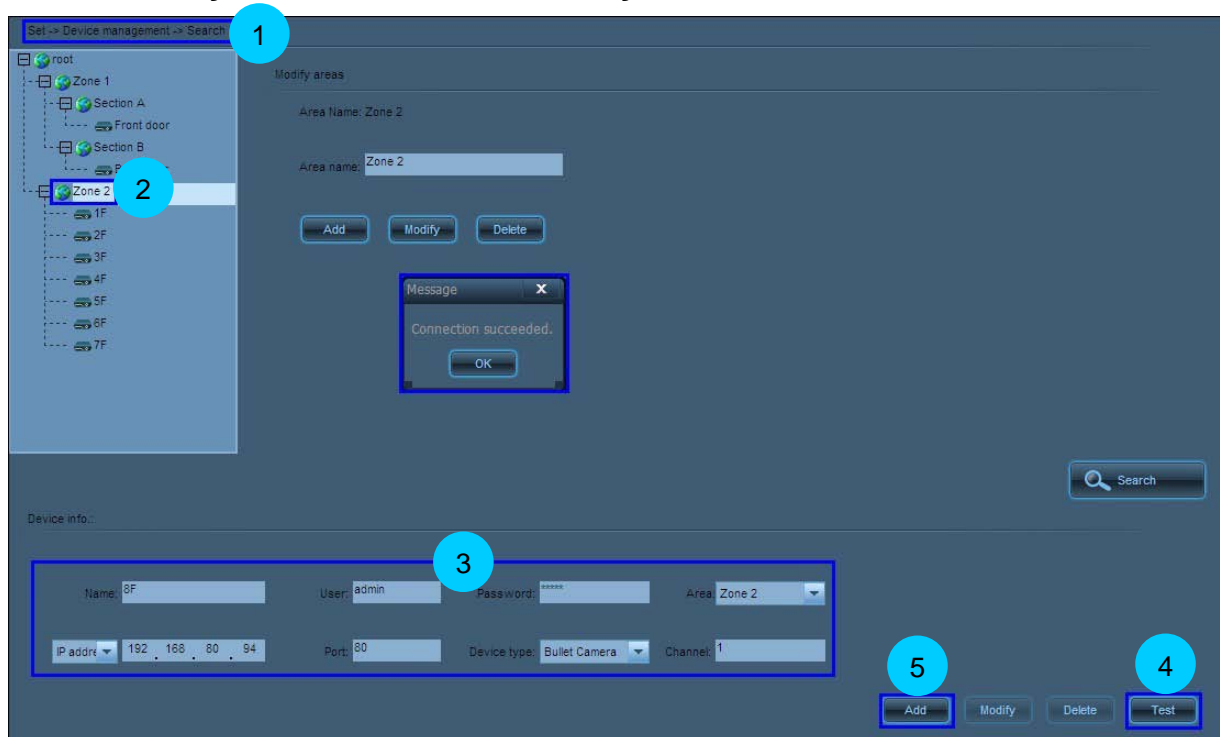 Set -> Device management -> Search
1
root
Zone 1
Section A
Front door
Section B
Zone 2
2
1F
2F
3F
4F
5F
6F
7F
Modify areas
Area Name: Zone 2
Area name: Zone 2
Add Modify Delete
Message X
Connection succeeded.
OK
Search
Device info.:
3
Name: 8F User: admin Password: ***** Area: Zone 2
IP addre 192 . 168 . 80 . 94 Port: 80 Device type: Bullet Camera Channel: 1
5 4
Add Modify Delete Test